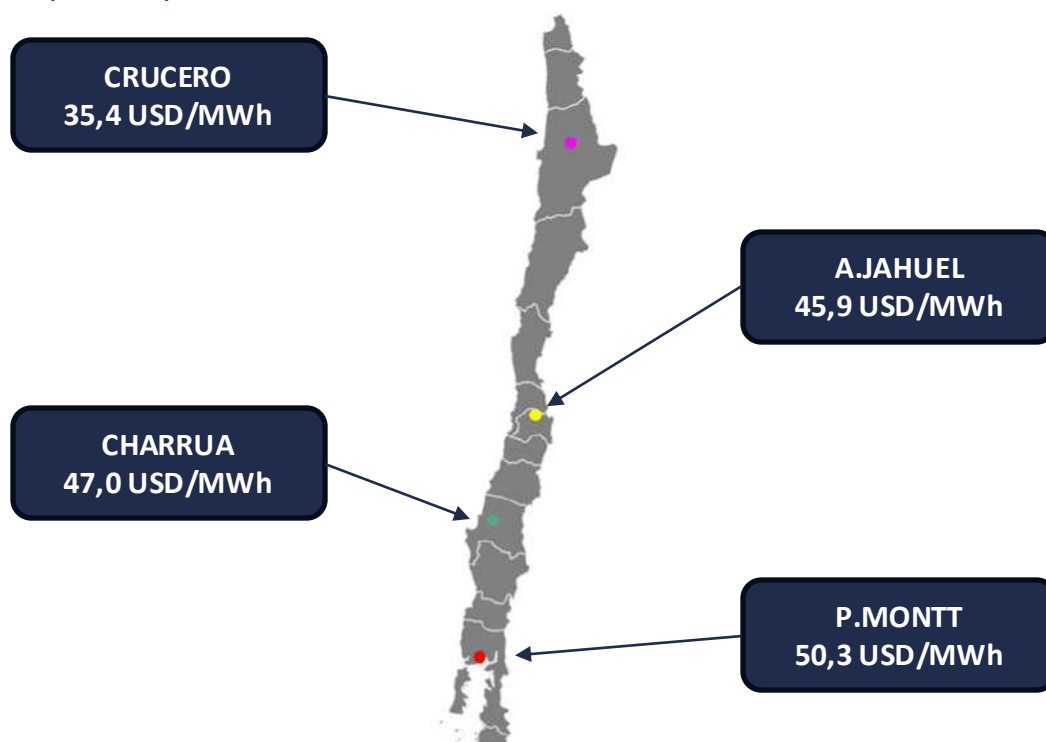 CRUCERO
35,4 USD/MWh
A.JAHUEL
45,9 USD/MWh
CHARRUA
47,0 USD/MWh
P.MONTT
50,3 USD/MWh